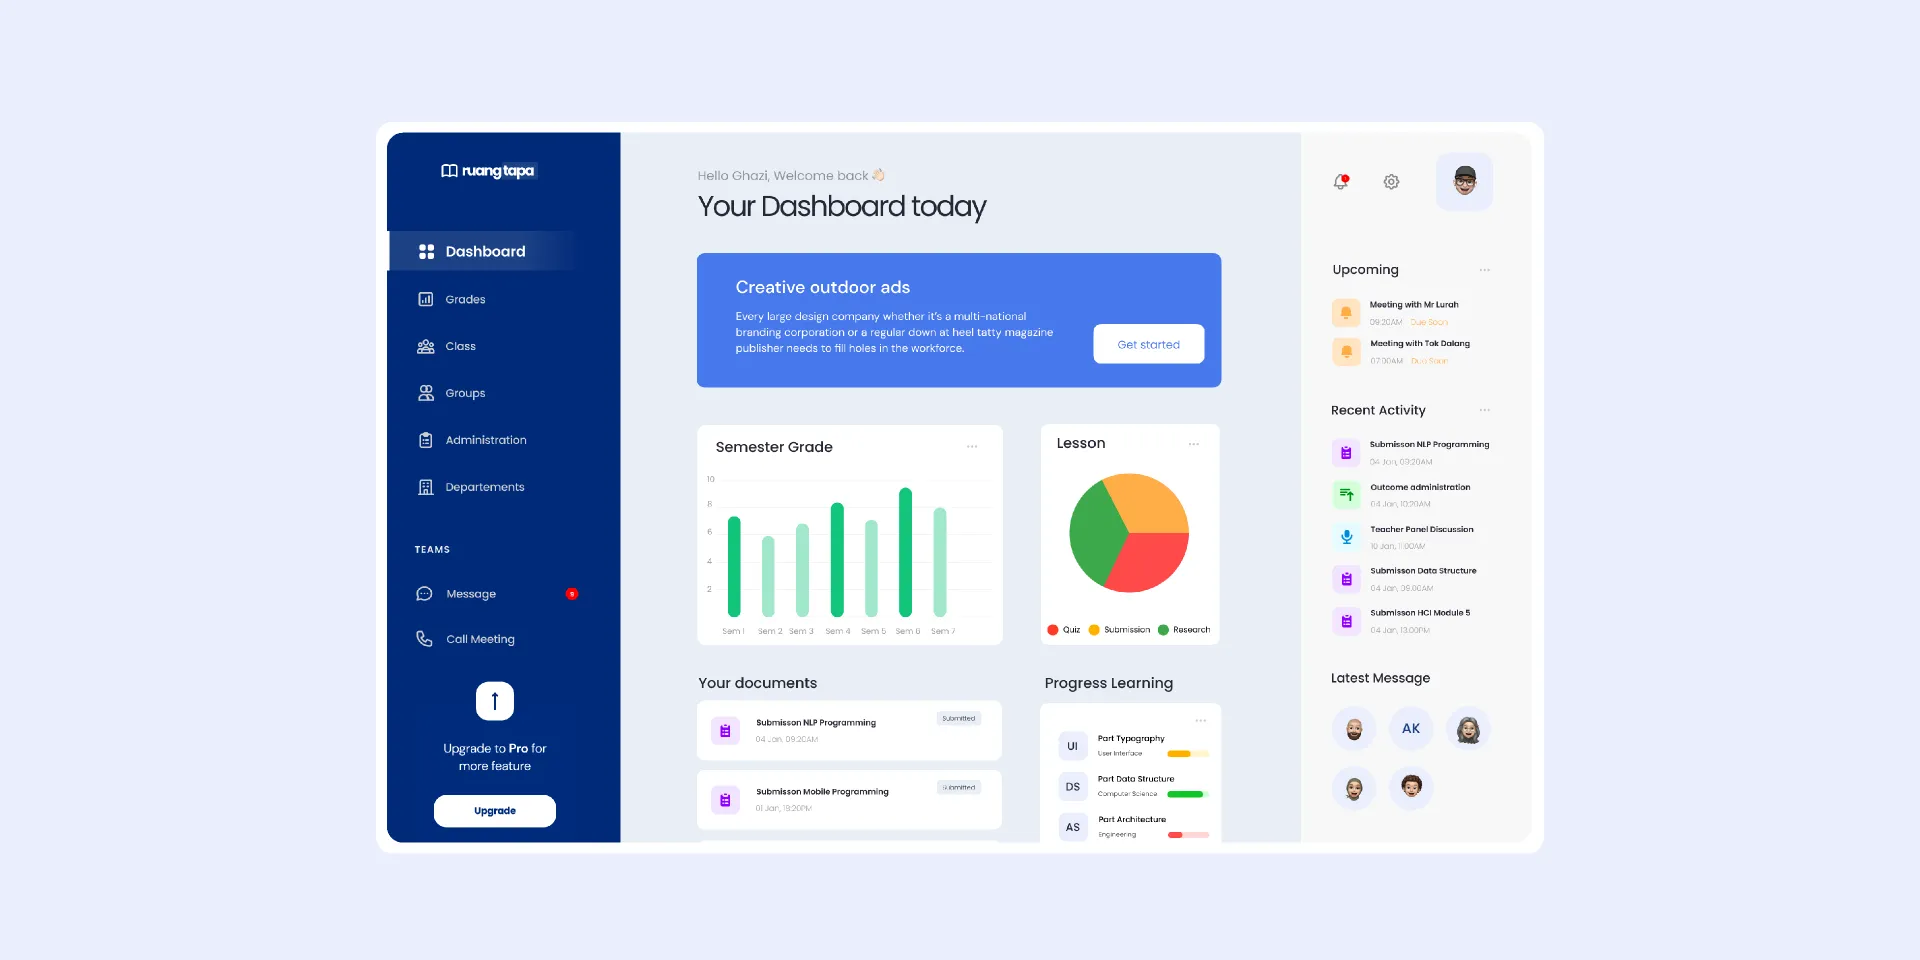 ruangtapa
Dashboard
Grades
Class
Groups
Administration
Departements
TEAMS
Message
9
Call Meeting
Upgrade to Pro for
more feature
Upgrade
Hello Ghazi, Welcome back
Your Dashboard today
Creative outdoor ads
Every large design company whether it's a multi-national
branding corporation or a regular down at heel tatty magazine
publisher needs to fill holes in the workforce.
Get started
Semester Grade
10
8
6
4
2
Sem 1 Sem 2 Sem 3 Sem 4 Sem 5 Sem 6 Sem 7
Lesson
Quiz Submission Research
Your documents
Submisson NLP Programming
04 Jan, 09:20AM
Submitted
Submisson Mobile Programming
01 Jan, 19:20PM
Submitted
Progress Learning
UI
Part Typography
User Interface
DS
Part Data Structure
Computer Science
AS
Part Architecture
Engineering
Upcoming
Meeting with Mr Lurah
09:20AM Due Soon
Meeting with Tok Dalang
07:00AM Due Soon
Recent Activity
Submisson NLP Programming
04 Jan, 09:20AM
Outcome administration
04 Jan, 10:20AM
Teacher Panel Discussion
10 Jan, 11:00AM
Submisson Data Structure
04 Jan, 09.00AM
Submisson HCI Module 5
04 Jan, 13.00PM
Latest Message
AK